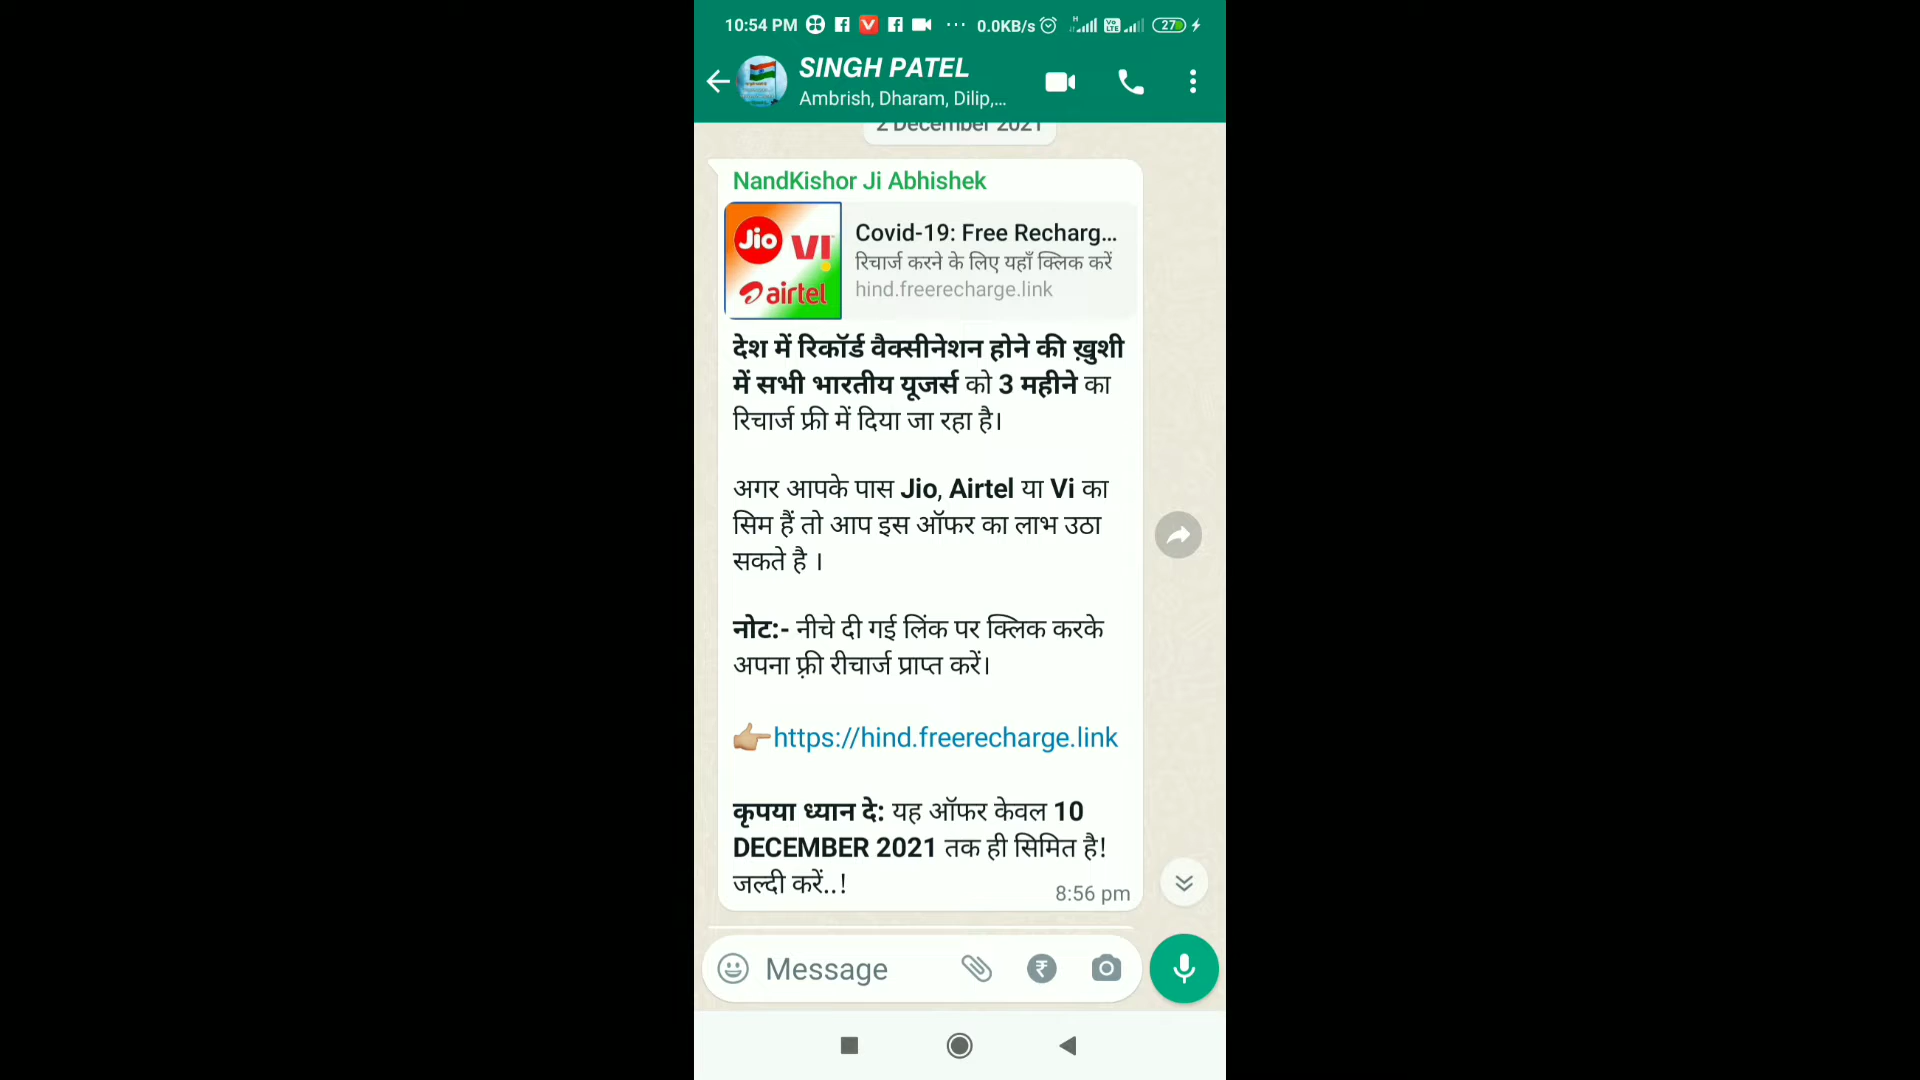 10:54 PM ··· 0.0KB/s 27
SINGH PATEL
Ambrish, Dharam, Dilip,...
2 December 2021
NandKishor Ji Abhishek
Jio VI airtel
Covid-19: Free Recharg...
रिचार्ज करने के लिए यहाँ क्लिक करें
hind.freerecharge.link
देश में रिकॉर्ड वैक्सीनेशन होने की ख़ुशी
में सभी भारतीय यूजर्स को 3 महीने का
रिचार्ज फ्री में दिया जा रहा है।
अगर आपके पास Jio, Airtel या Vi का
सिम हैं तो आप इस ऑफर का लाभ उठा
सकते है ।
नोट:- नीचे दी गई लिंक पर क्लिक करके
अपना फ़्री रीचार्ज प्राप्त करें।
👉https://hind.freerecharge.link
कृपया ध्यान दे: यह ऑफर केवल 10
DECEMBER 2021 तक ही सिमित है!
जल्दी करें..!
8:56 pm
Message